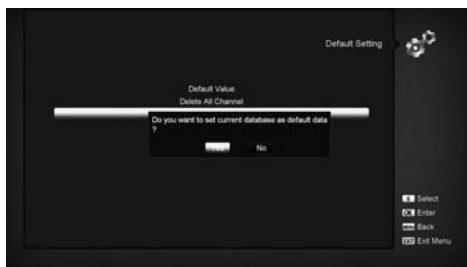 Default Setting
Default Value
Delete All Channel
Do you want to set current database as default data
?
No
Select
Enter
Back
EXIT Exit Menu